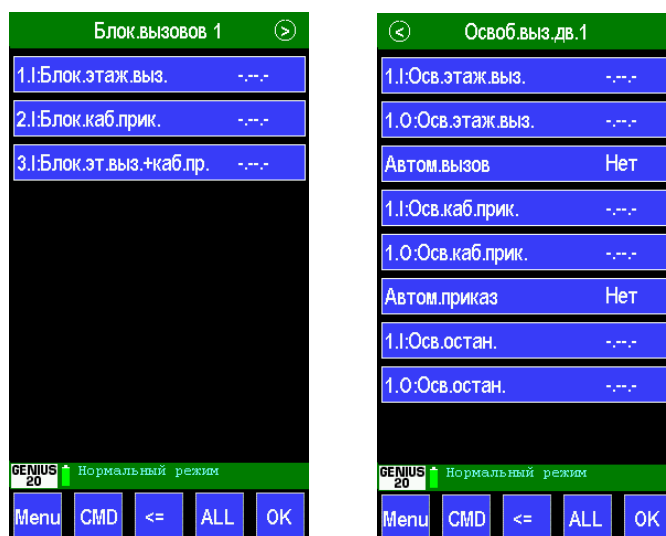 Блок.вызовов 1 >
1.I:Блок.этаж.выз. -.--.-
2.I:Блок.каб.прик. -.--.-
3.I:Блок.эт.выз.+каб.пр. -.--.-
GENIUS 20 Нормальный режим
Menu CMD <= ALL OK
< Освоб.выз.дв.1
1.I:Осв.этаж.выз. -.--.-
1.O:Осв.этаж.выз. -.--.-
Автом.вызов Нет
1.I:Осв.каб.прик. -.--.-
1.O:Осв.каб.прик. -.--.-
Автом.приказ Нет
1.I:Осв.остан. -.--.-
1.O:Осв.остан. -.--.-
GENIUS 20 Нормальный режим
Menu CMD <= ALL OK